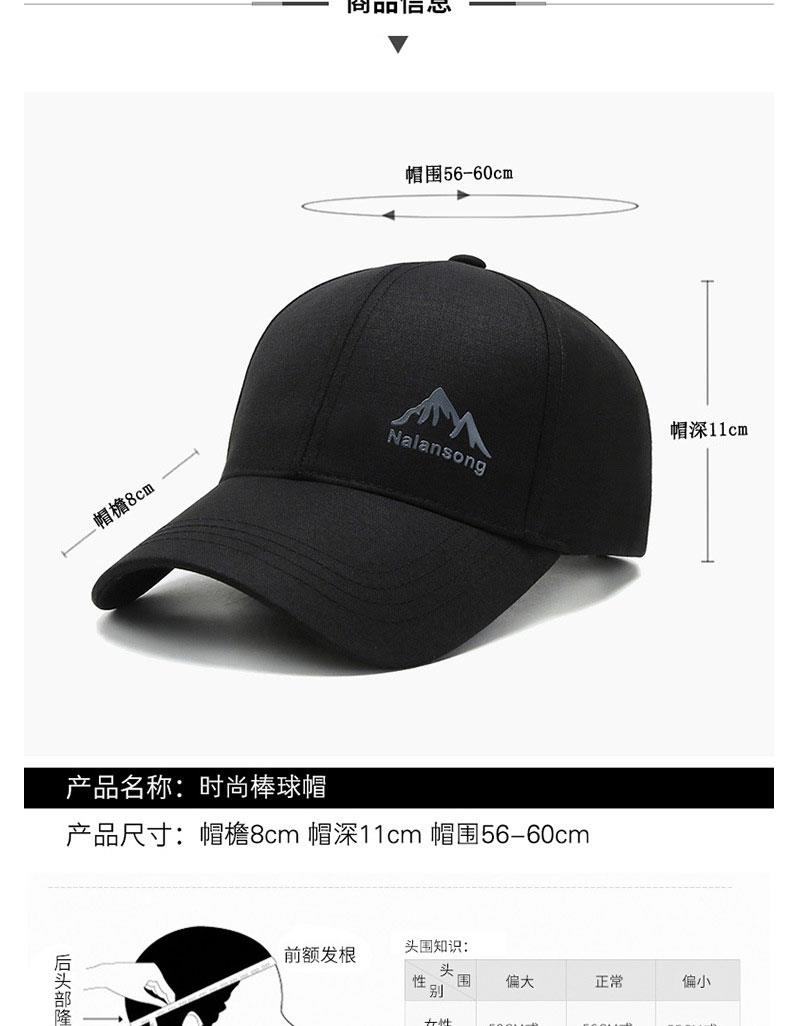 商品信息
帽围56-60cm
帽深11cm
帽檐8cm
Nalansong
产品名称：时尚棒球帽
产品尺寸：帽檐8cm 帽深11cm 帽围56-60cm
前额发根
后头部隆
头围知识：
性别 头围 偏大 正常 偏小
女性